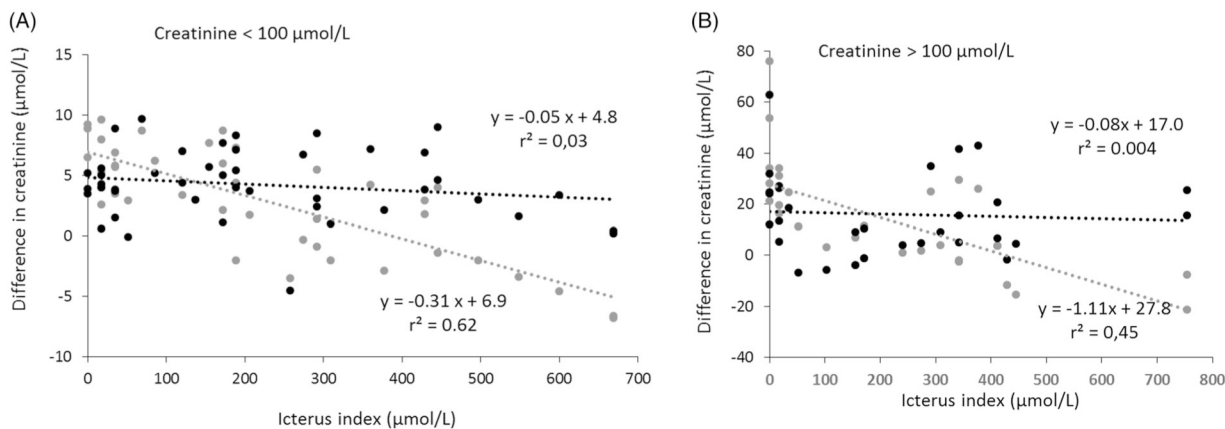 (A)
Creatinine < 100 µmol/L
Difference in creatinine (µmol/L)
15
10
5
0
-5
-10
y = -0.05 x + 4.8
r² = 0,03
y = -0.31 x + 6.9
r² = 0.62
0 100 200 300 400 500 600 700
Icterus index (µmol/L)
(B)
Creatinine > 100 µmol/L
Difference in creatinine (µmol/L)
80
60
40
20
0
-20
-40
y = -0.08x + 17.0
r² = 0.004
y = -1.11x + 27.8
r² = 0,45
0 100 200 300 400 500 600 700 800
Icterus index (µmol/L)